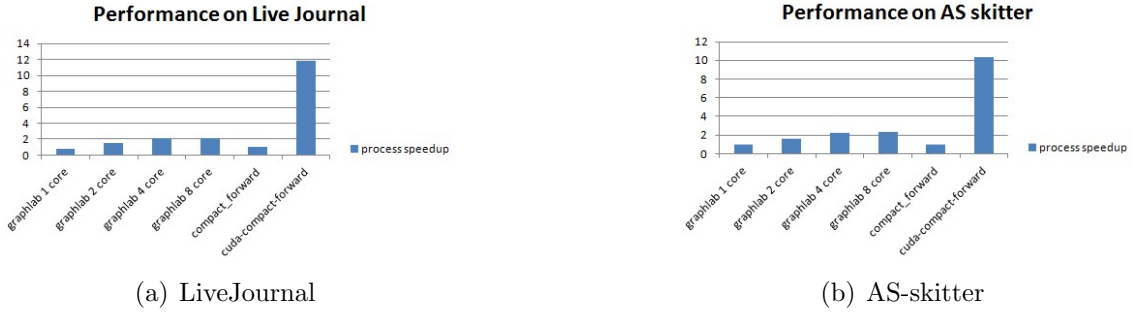 Performance on Live Journal
14
12
10
8
6
4
2
0
graphlab 1 core
graphlab 2 core
graphlab 4 core
graphlab 8 core
compact_forward
cuda-compact-forward
process speedup
(a) LiveJournal
Performance on AS skitter
12
10
8
6
4
2
0
graphlab 1 core
graphlab 2 core
graphlab 4 core
graphlab 8 core
compact_forward
cuda-compact-forward
process speedup
(b) AS-skitter